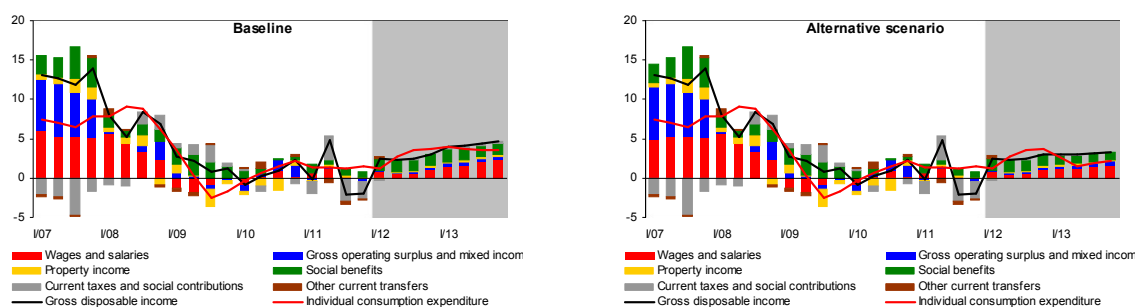 Baseline
20
15
10
5
0
-5
I/07 I/08 I/09 I/10 I/11 I/12 I/13
Wages and salaries
Gross operating surplus and mixed incom
Property income
Social benefits
Current taxes and social contributions
Other current transfers
Gross disposable income
Individual consumption expenditure
Alternative scenario
20
15
10
5
0
-5
I/07 I/08 I/09 I/10 I/11 I/12 I/13
Wages and salaries
Gross operating surplus and mixed incom
Property income
Social benefits
Current taxes and social contributions
Other current transfers
Gross disposable income
Individual consumption expenditure